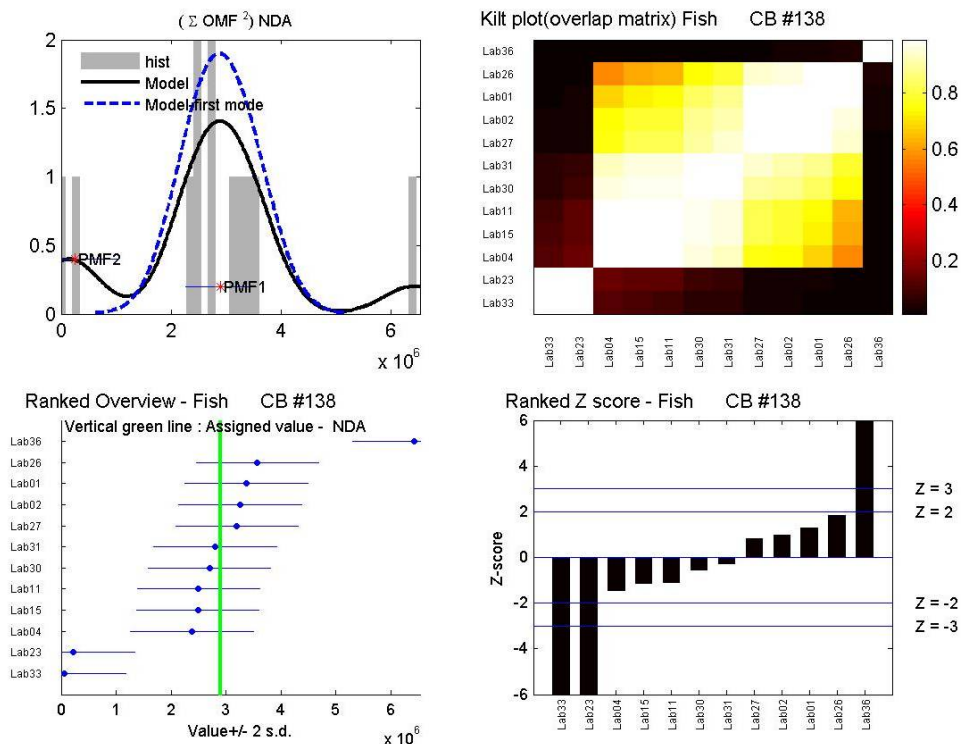 ( Σ OMF 2 ) NDA
2
1.5
1
0.5
0
hist
Model
Model-first mode
PMF2
PMF1
0 2 4 6
x 10 6
Kilt plot(overlap matrix) Fish CB #138
Lab36
Lab26
Lab01
Lab02
Lab27
Lab31
Lab30
Lab11
Lab15
Lab04
Lab23
Lab33
Lab33 Lab23 Lab04 Lab15 Lab11 Lab30 Lab31 Lab27 Lab02 Lab01 Lab26 Lab36
0.8
0.6
0.4
0.2
Ranked Overview - Fish CB #138
Vertical green line : Assigned value - NDA
Lab36
Lab26
Lab01
Lab02
Lab27
Lab31
Lab30
Lab11
Lab15
Lab04
Lab23
Lab33
0 1 2 3 4 5 6
Value+/- 2 s.d.
x 10 6
Ranked Z score - Fish CB #138
Z-score
6
4
2
0
-2
-4
-6
Z = 3
Z = 2
Z = -2
Z = -3
Lab33 Lab23 Lab04 Lab15 Lab11 Lab30 Lab31 Lab27 Lab02 Lab01 Lab26 Lab36